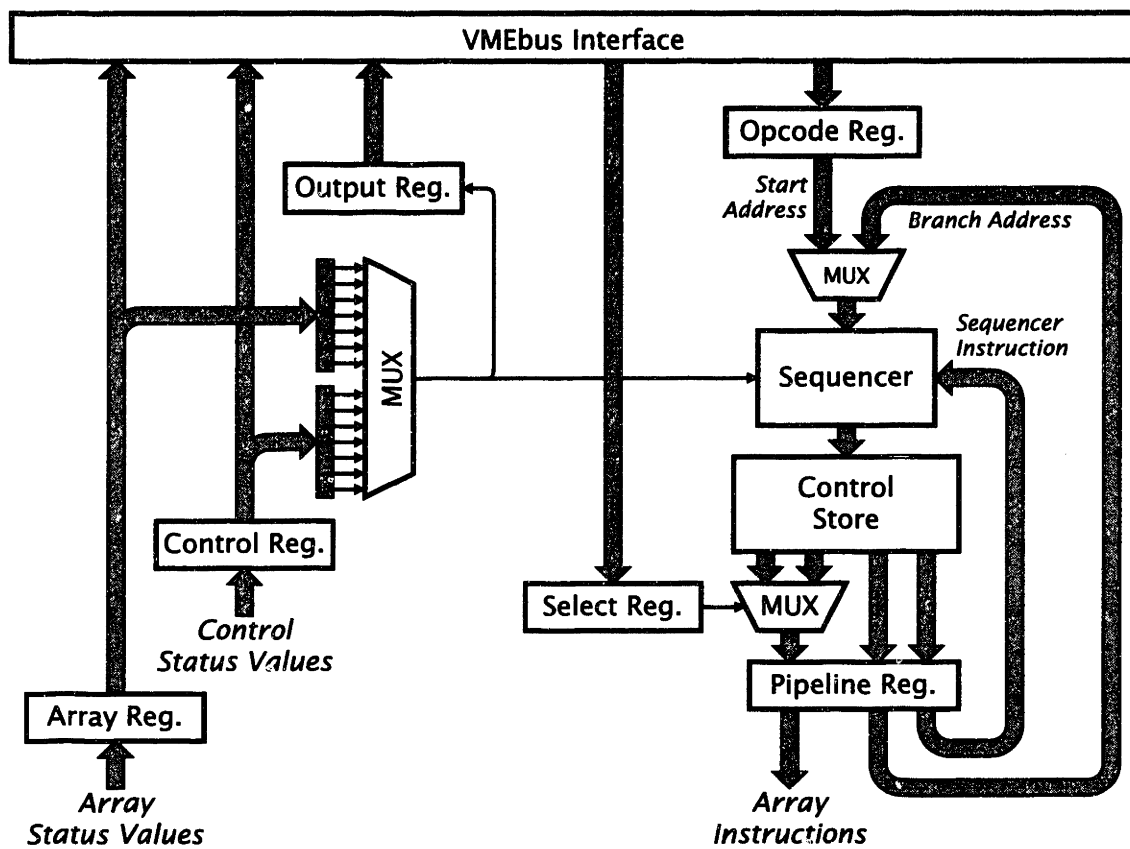 VMEbus Interface
Opcode Reg.
Output Reg.
Start
Address
Branch Address
MUX
Sequencer
Instruction
MUX
Sequencer
Control
Store
Control Reg.
Select Reg.
MUX
Control
Status Values
Pipeline Reg.
Array Reg.
Array
Status Values
Array
Instructions